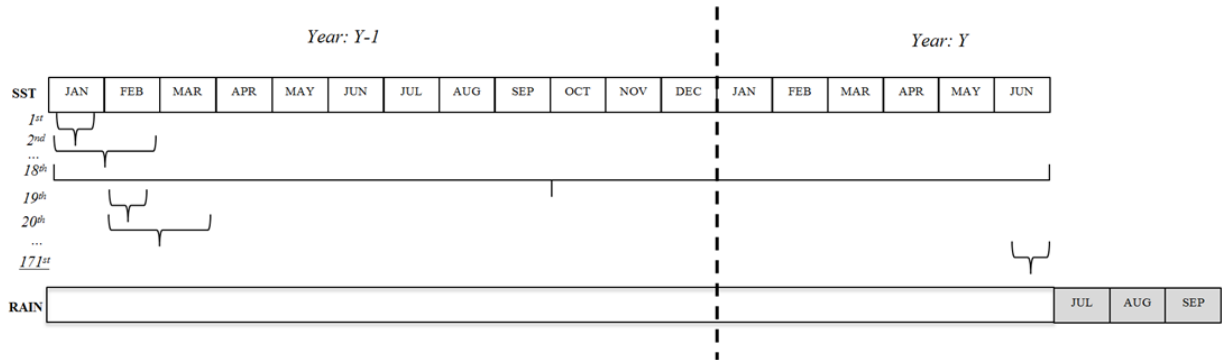 Year: Y-1 Year: Y
SST JAN FEB MAR APR MAY JUN JUL AUG SEP OCT NOV DEC JAN FEB MAR APR MAY JUN
1st
2nd
...
18th
19th
20th
...
171st
RAIN JUL AUG SEP